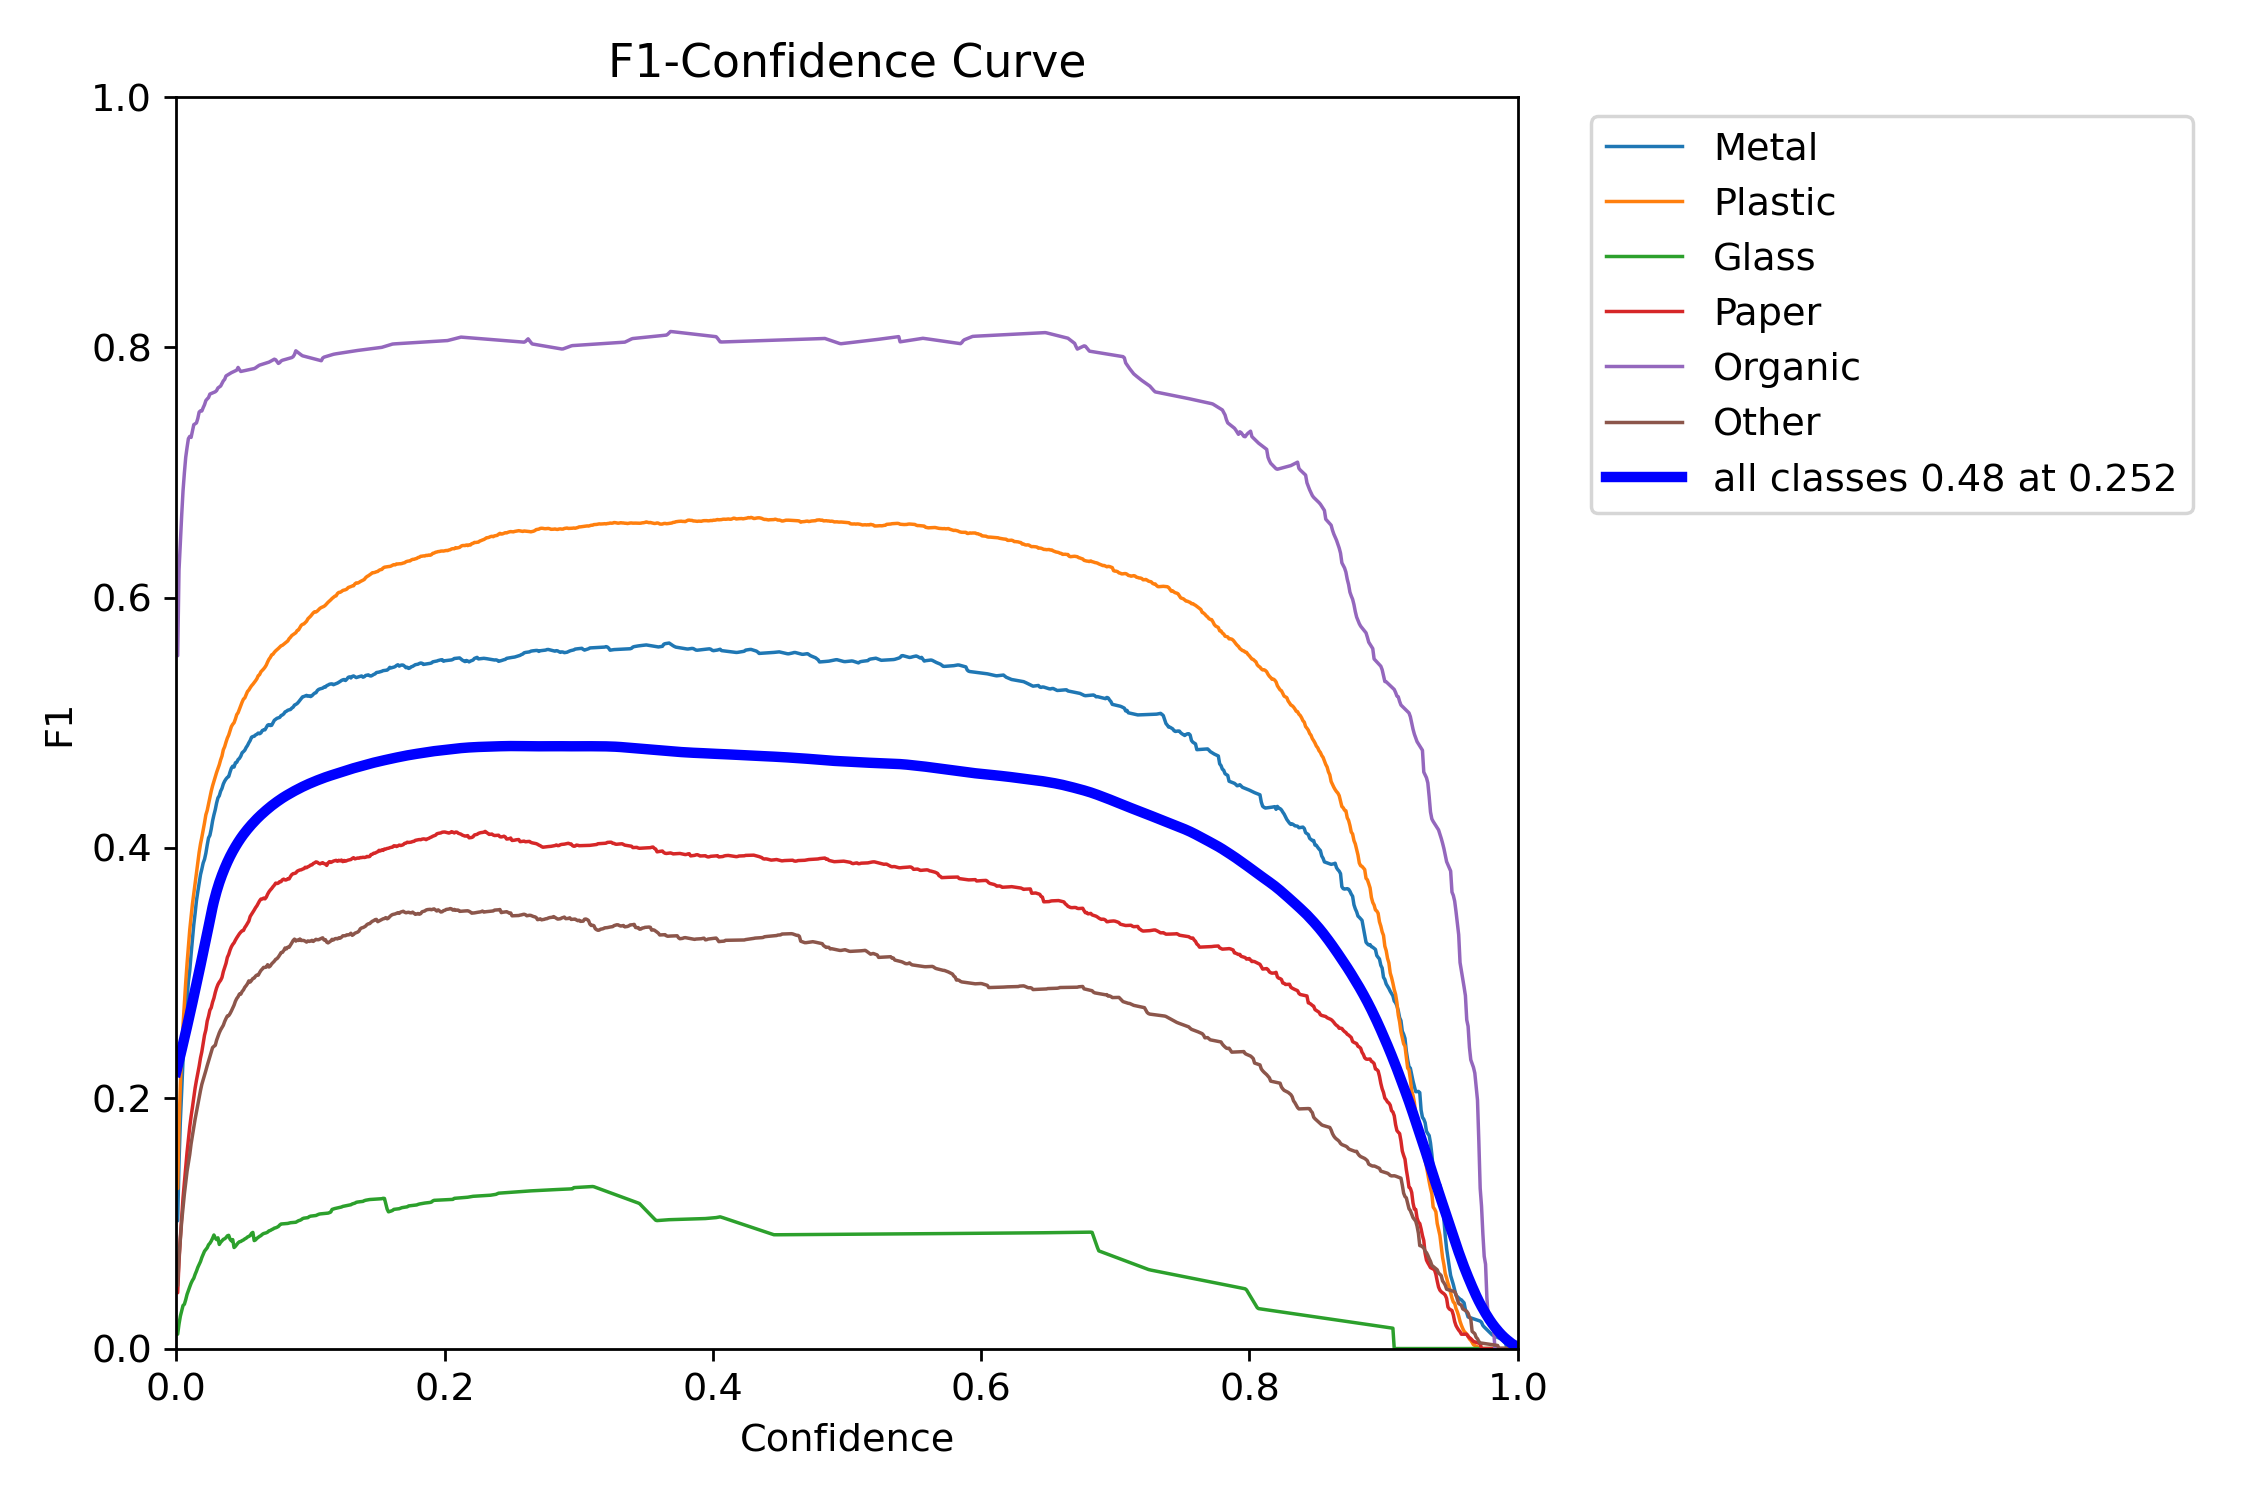 F1-Confidence Curve
1.0
0.8
0.6
0.4
0.2
0.0
F1
0.0 0.2 0.4 0.6 0.8 1.0
Confidence
Metal
Plastic
Glass
Paper
Organic
Other
all classes 0.48 at 0.252